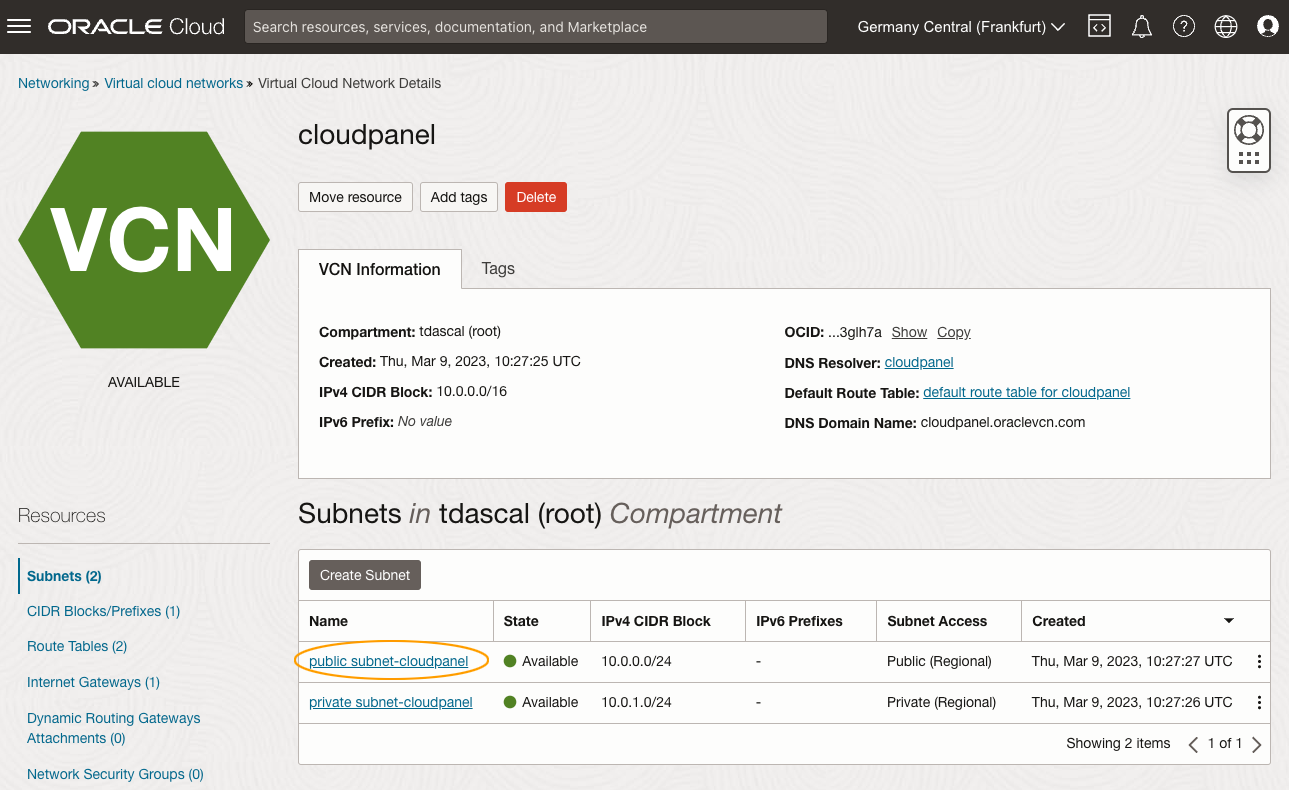 ORACLE Cloud
Search resources, services, documentation, and Marketplace
Germany Central (Frankfurt)
Networking » Virtual cloud networks » Virtual Cloud Network Details
VCN
AVAILABLE
cloudpanel
Move resource
Add tags
Delete
VCN Information
Tags
Compartment: tdascal (root)
Created: Thu, Mar 9, 2023, 10:27:25 UTC
IPv4 CIDR Block: 10.0.0.0/16
IPv6 Prefix: No value
OCID: ...3glh7a Show Copy
DNS Resolver: cloudpanel
Default Route Table: default route table for cloudpanel
DNS Domain Name: cloudpanel.oraclevcn.com
Resources
Subnets (2)
CIDR Blocks/Prefixes (1)
Route Tables (2)
Internet Gateways (1)
Dynamic Routing Gateways
Attachments (0)
Network Security Groups (0)
Subnets in tdascal (root) Compartment
Create Subnet
Name State IPv4 CIDR Block IPv6 Prefixes Subnet Access Created
public subnet-cloudpanel Available 10.0.0.0/24 - Public (Regional) Thu, Mar 9, 2023, 10:27:27 UTC
private subnet-cloudpanel Available 10.0.1.0/24 - Private (Regional) Thu, Mar 9, 2023, 10:27:26 UTC
Showing 2 items 1 of 1